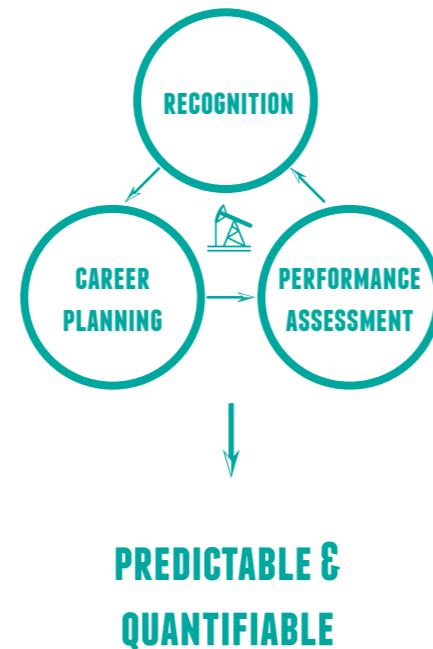 RECOGNITION
CAREER
PLANNING
PERFORMANCE
ASSESSMENT
PREDICTABLE &
QUANTIFIABLE